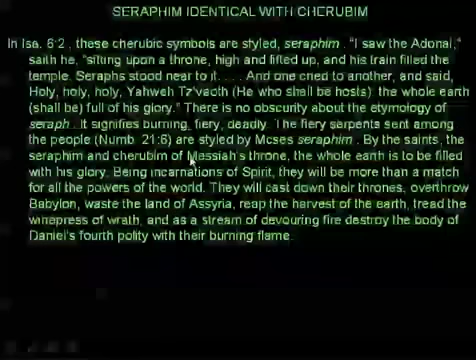 SERAPHIM IDENTICAL WITH CHERUBIM
In Isa. 6:2 , these cherubic symbols are styled, seraphim . "I saw the Adonai,"
saith he, "sitting upon a throne, high and lifted up, and his train filled the
temple. Seraphs stood near to it. . . . And one cried to another, and said,
Holy, holy, holy, Yahweh Tz'vaoth (He who shall be hosts): the whole earth
(shall be) full of his glory." There is no obscurity about the etymology of
seraph . It signifies burning, fiery, deadly. The fiery serpents sent among
the people (Numb. 21:6) are styled by Moses seraphim . By the saints, the
seraphim and cherubim of Messiah's throne, the whole earth is to be filled
with his glory. Being incarnations of Spirit, they will be more than a match
for all the powers of the world. They will cast down their thrones, overthrow
Babylon, waste the land of Assyria, reap the harvest of the earth, tread the
winepress of wrath, and as a stream of devouring fire destroy the body of
Daniel's fourth polity with their burning flame.